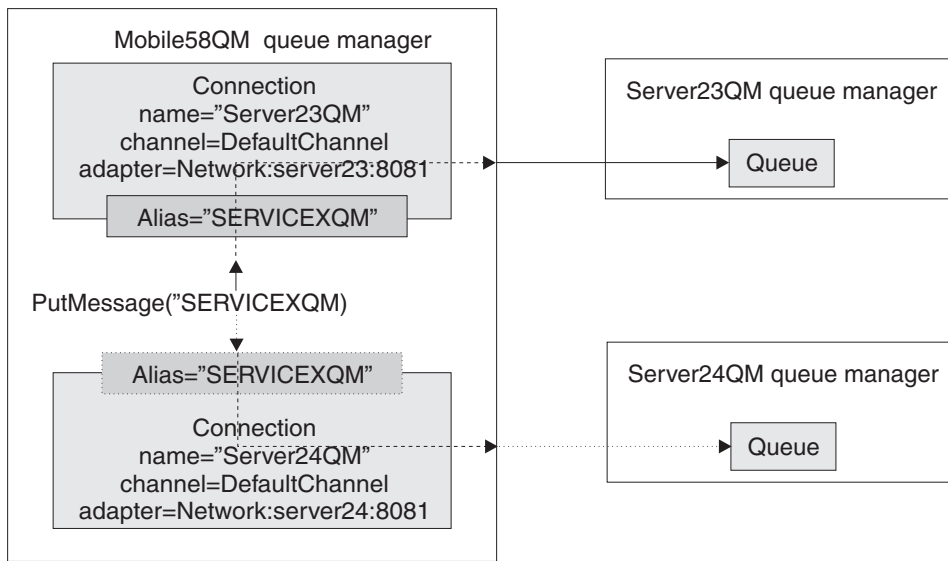 Mobile58QM queue manager
Connection
name=”Server23QM”
channel=DefaultChannel
adapter=Network:server23:8081
Alias=”SERVICEXQM”
PutMessage(”SERVICEXQM)
Alias=”SERVICEXQM”
Connection
name=”Server24QM”
channel=DefaultChannel
adapter=Network:server24:8081
Server23QM queue manager
Queue
Server24QM queue manager
Queue